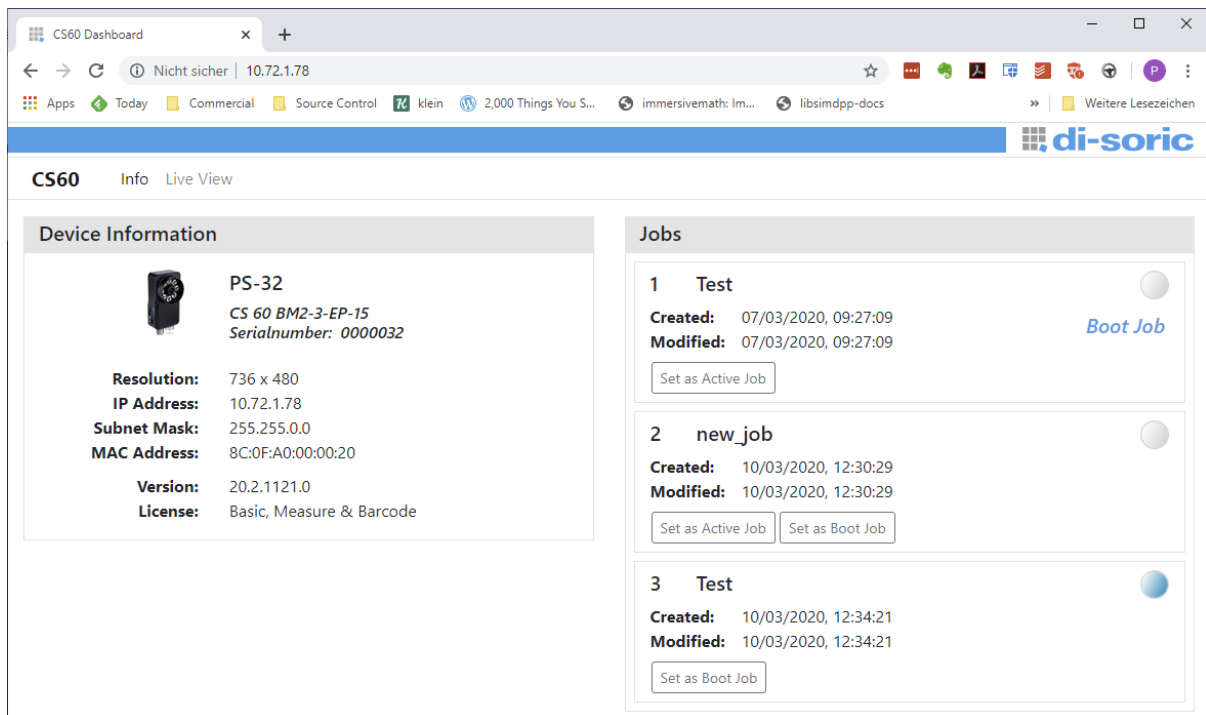 CS60 Dashboard
Nicht sicher | 10.72.1.78
P
Apps Today Commercial Source Control klein 2,000 Things You S... immersivemath: Im... libsimdpp-docs » Weitere Lesezeichen
di-soric
CS60 Info Live View
Device Information
PS-32
CS 60 BM2-3-EP-15
Serialnumber: 0000032
Resolution: 736 x 480
IP Address: 10.72.1.78
Subnet Mask: 255.255.0.0
MAC Address: 8C:0F:A0:00:00:20
Version: 20.2.1121.0
License: Basic, Measure & Barcode
Jobs
1 Test
Created: 07/03/2020, 09:27:09
Boot Job
Modified: 07/03/2020, 09:27:09
Set as Active Job
2 new_job
Created: 10/03/2020, 12:30:29
Modified: 10/03/2020, 12:30:29
Set as Active Job Set as Boot Job
3 Test
Created: 10/03/2020, 12:34:21
Modified: 10/03/2020, 12:34:21
Set as Boot Job